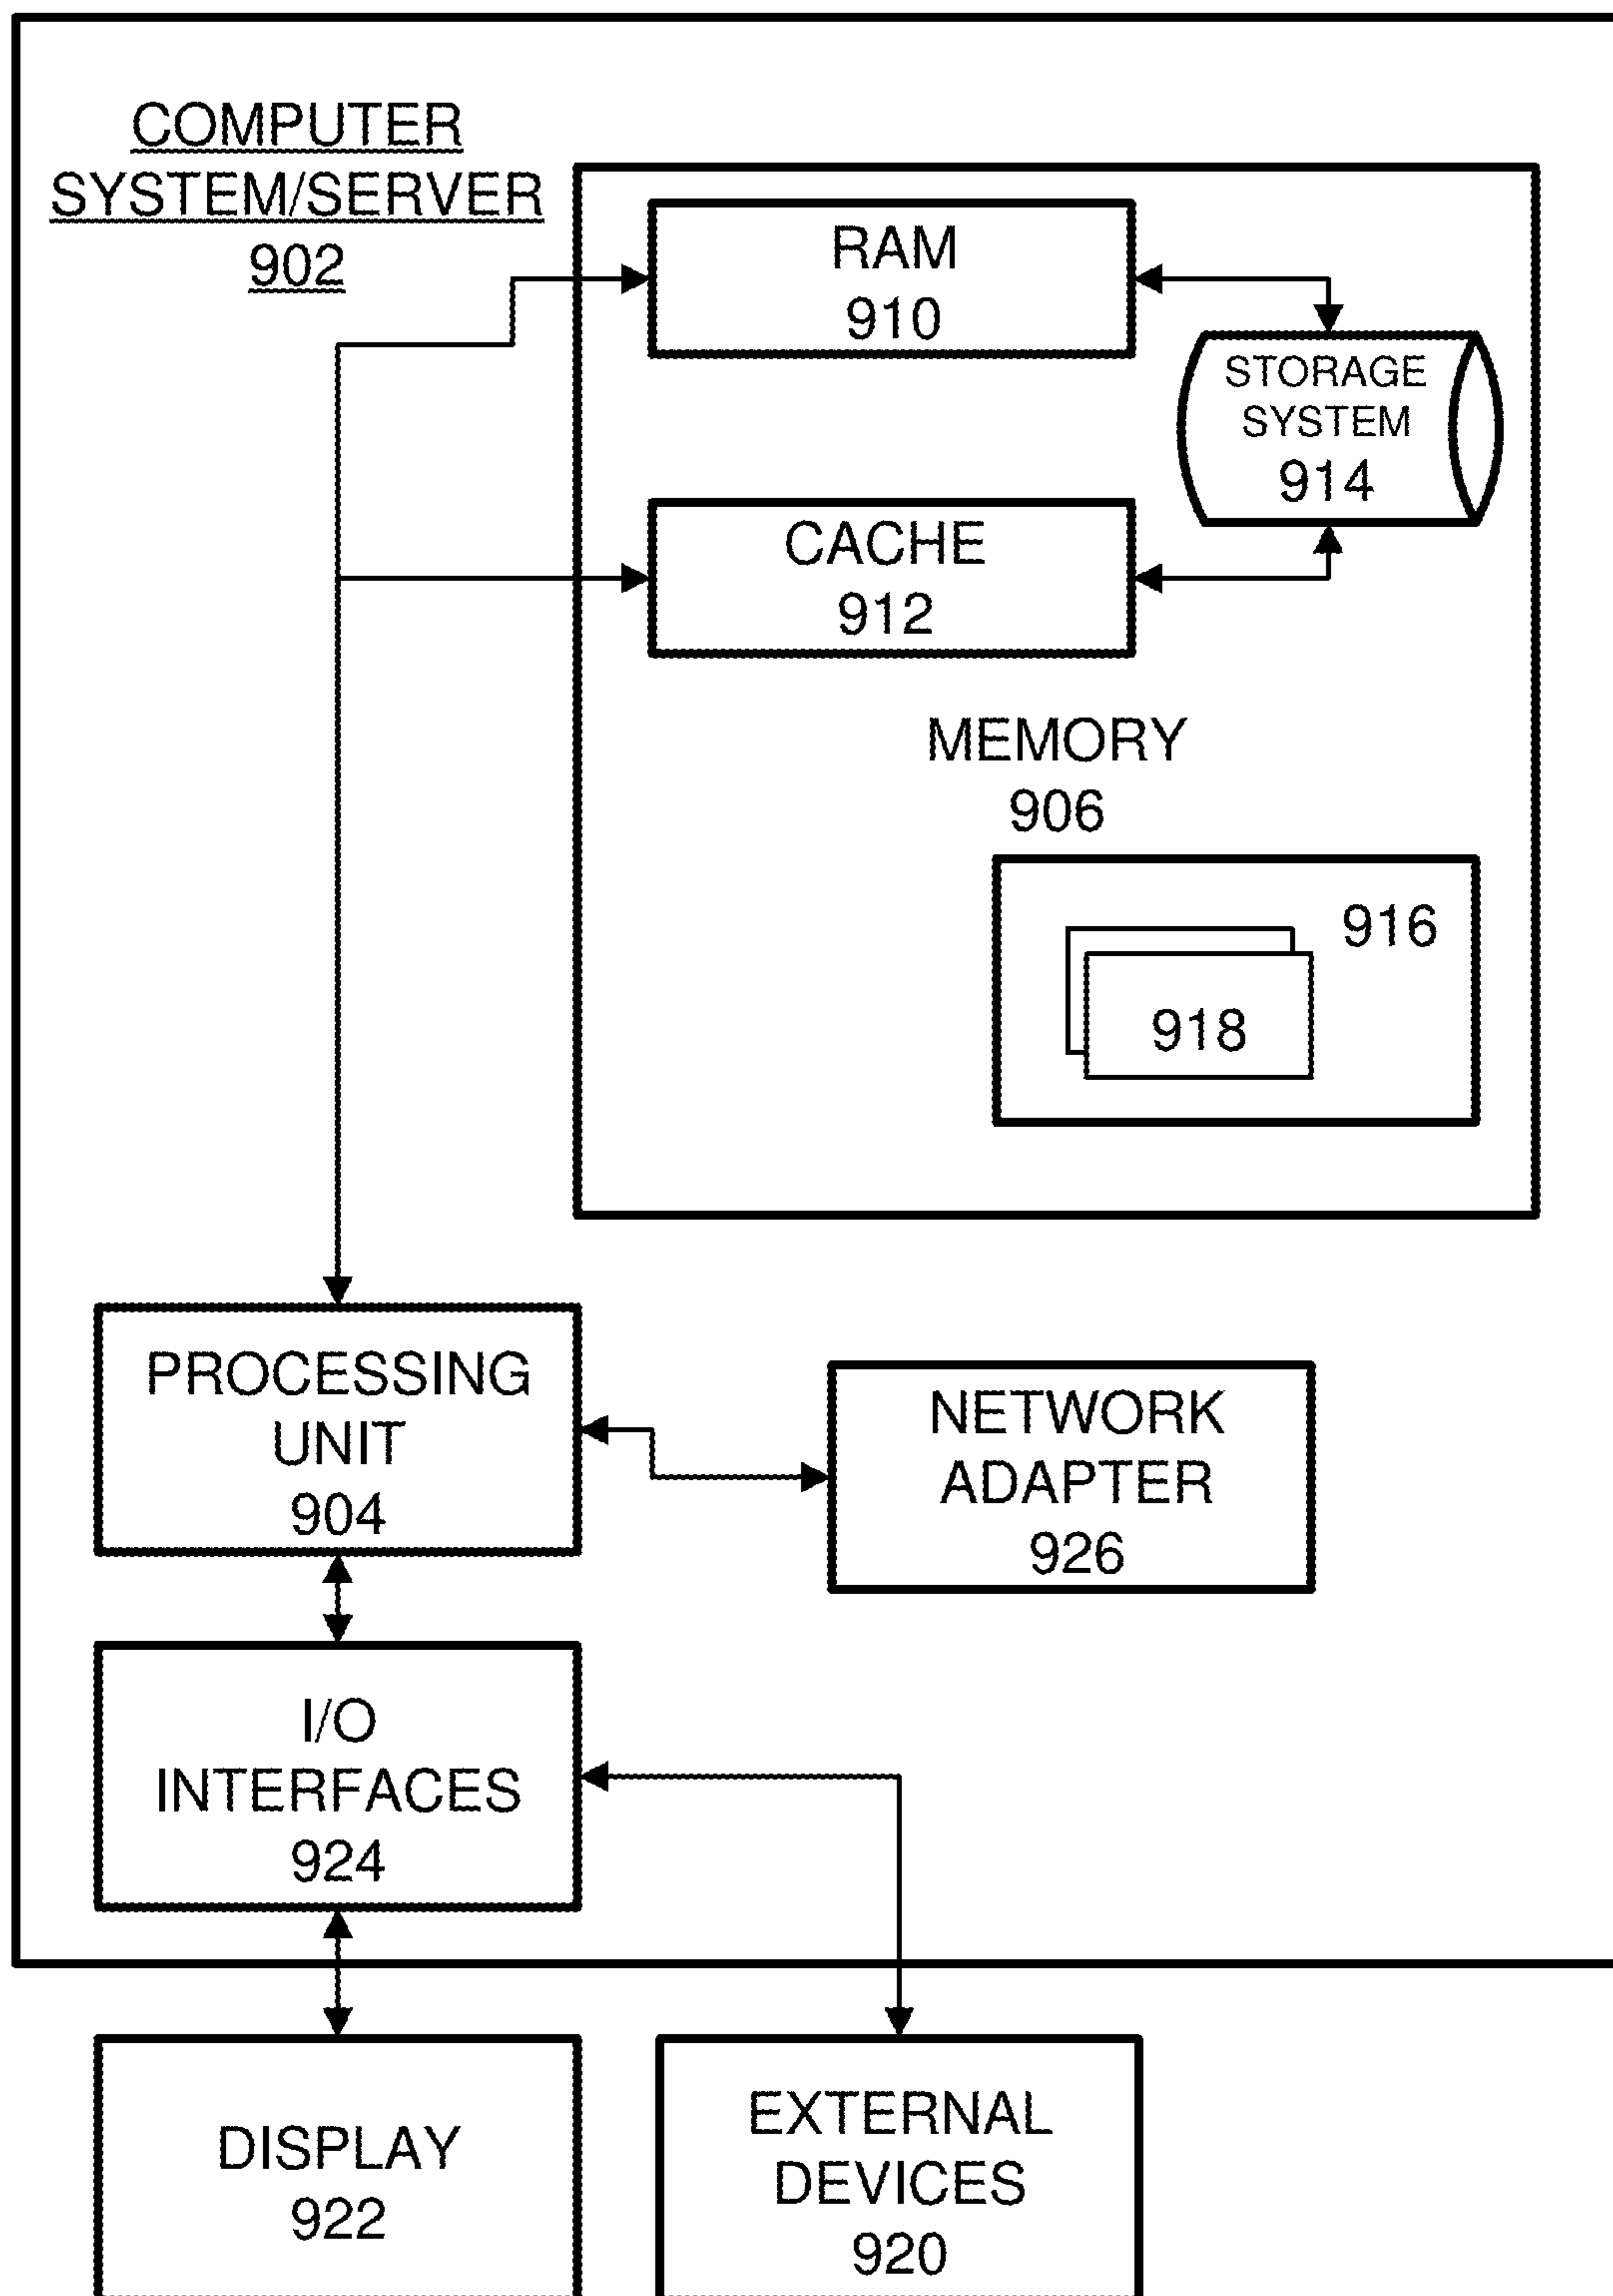 COMPUTER
SYSTEM/SERVER
902
RAM
910
STORAGE
SYSTEM
914
CACHE
912
MEMORY
906
916
918
PROCESSING
UNIT
904
NETWORK
ADAPTER
926
I/O
INTERFACES
924
DISPLAY
922
EXTERNAL
DEVICES
920